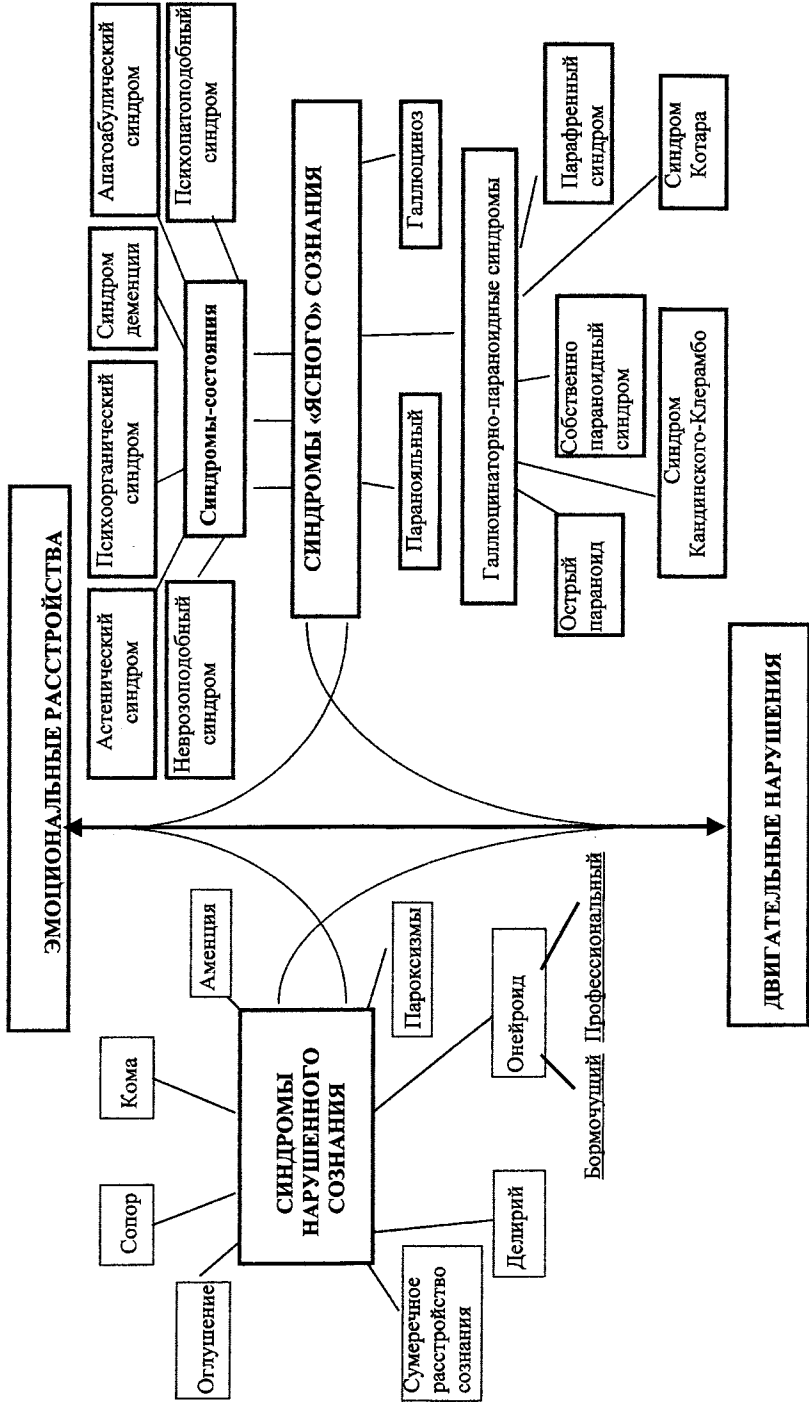 ЭМОЦИОНАЛЬНЫЕ РАССТРОЙСТВА
Сопор
Кома
Оглушение
Аменция
СИНДРОМЫ
НАРУШЕННОГО
СОЗНАНИЯ
Сумеречное
расстройство
сознания
Делирий
Онейроид
Пароксизмы
Бормочущий
Профессиональный
Астенический
синдром
Психоорганический
синдром
Синдром
деменции
Апатоабулический
синдром
Неврозоподобный
синдром
Синдромы-состояния
Психопатоподобный
синдром
СИНДРОМЫ «ЯСНОГО» СОЗНАНИЯ
Паранояльный
Галлюциноз
Галлюцинаторно-параноидные синдромы
Острый
параноид
Собственно
параноидный
синдром
Парафренный
синдром
Синдром
Кандинского-Клерамбо
Синдром
Котара
ДВИГАТЕЛЬНЫЕ НАРУШЕНИЯ